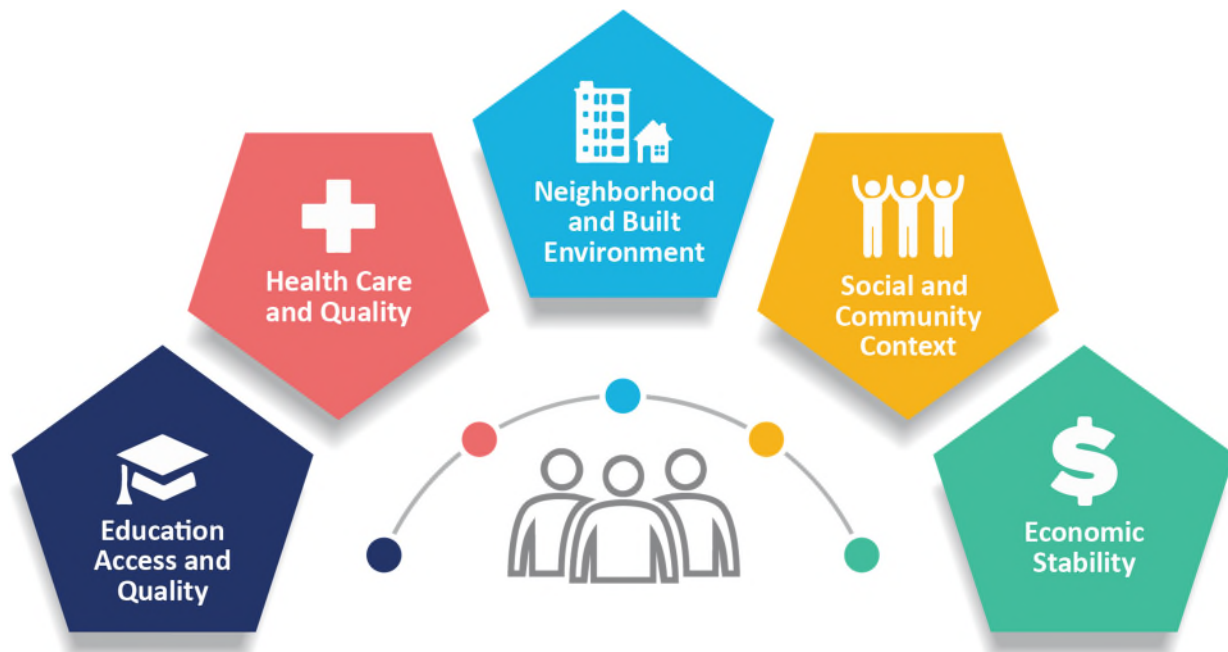 Education
Access and
Quality
Health Care
and Quality
Neighborhood
and Built
Environment
Social and
Community
Context
$
Economic
Stability